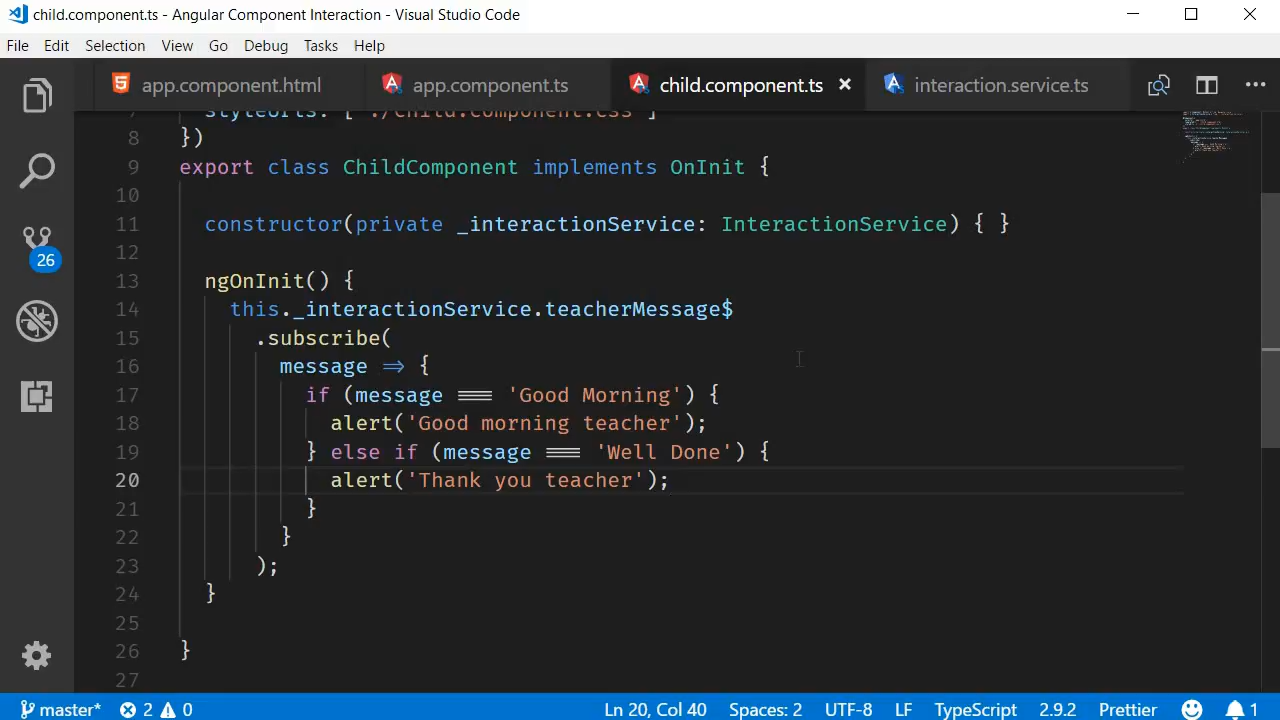 child.component.ts - Angular Component Interaction - Visual Studio Code
File Edit Selection View Go Debug Tasks Help
app.component.html app.component.ts child.component.ts interaction.service.ts
7 styleUrls: ['./child.component.css']
8 })
9 export class ChildComponent implements OnInit {
10
11 constructor(private _interactionService: InteractionService) { }
12
13 ngOnInit() {
14 this._interactionService.teacherMessage$
15 .subscribe(
16 message => {
17 if (message === 'Good Morning') {
18 alert('Good morning teacher');
19 } else if (message === 'Well Done') {
20 alert('Thank you teacher');
21 }
22 }
23 );
24 }
25
26 }
27
26
master* 2 0 Ln 20, Col 40 Spaces: 2 UTF-8 LF TypeScript 2.9.2 Prettier 1